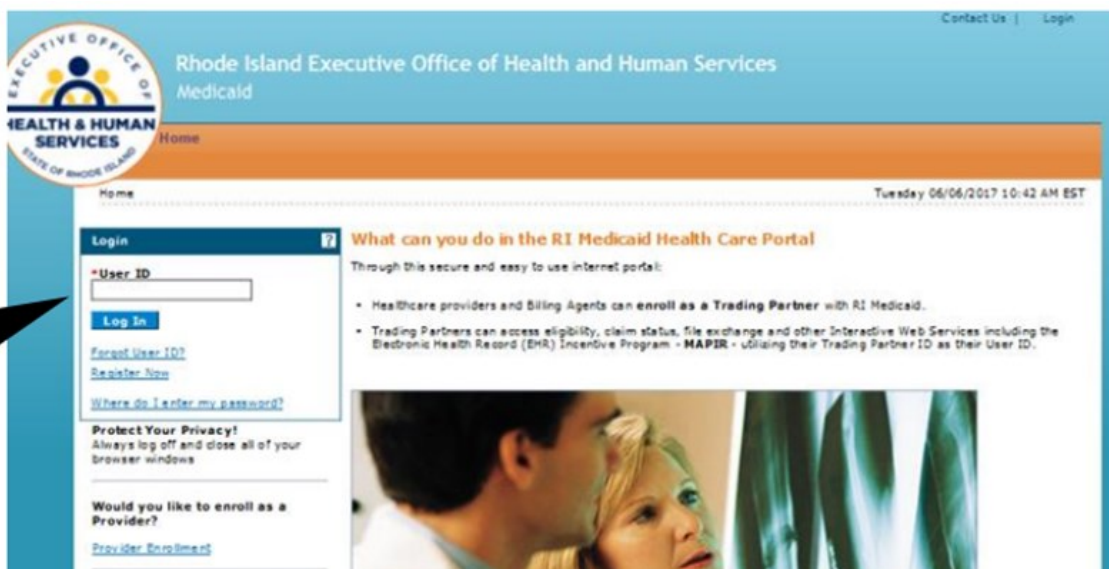 Contact Us | Login
EXECUTIVE OFFICE OF
HEALTH & HUMAN
SERVICES
STATE OF RHODE ISLAND
Rhode Island Executive Office of Health and Human Services
Medicaid
Home
Home
Tuesday 06/06/2017 10:42 AM EST
Login ?
*User ID
Log In
Forgot User ID?
Register Now
Where do I enter my password?
Protect Your Privacy!
Always log off and close all of your
browser windows
Would you like to enroll as a
Provider?
Provider Enrollment
What can you do in the RI Medicaid Health Care Portal
Through this secure and easy to use internet portal:
• Healthcare providers and Billing Agents can enroll as a Trading Partner with RI Medicaid.
• Trading Partners can access eligibility, claim status, file exchange and other Interactive Web Services including the
Electronic Health Record (EHR) Incentive Program - MAPIR - utilizing their Trading Partner ID as their User ID.